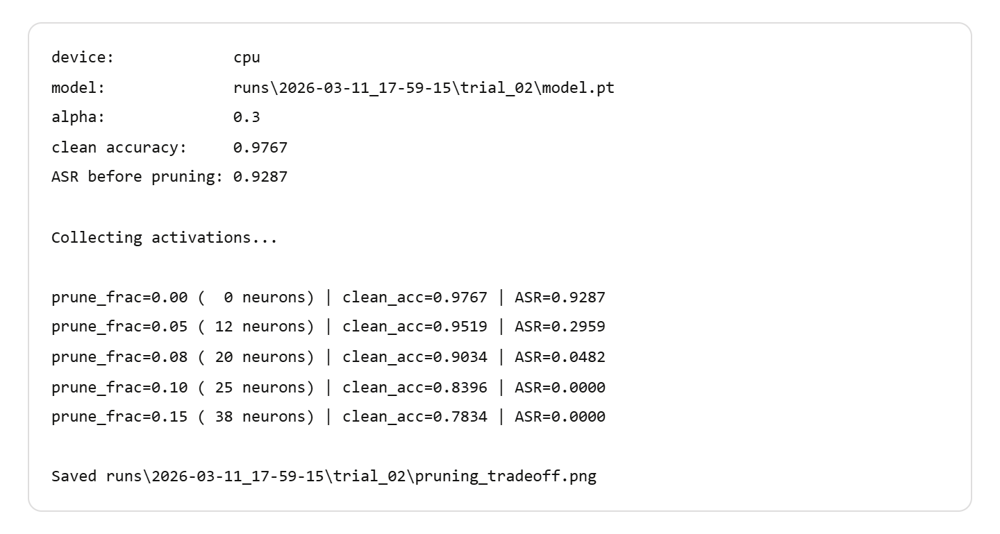 device:             cpu
model:              runs\2026-03-11_17-59-15\trial_02\model.pt
alpha:              0.3
clean accuracy:     0.9767
ASR before pruning: 0.9287
Collecting activations...
prune_frac=0.00 (  0 neurons) | clean_acc=0.9767 | ASR=0.9287
prune_frac=0.05 ( 12 neurons) | clean_acc=0.9519 | ASR=0.2959
prune_frac=0.08 ( 20 neurons) | clean_acc=0.9034 | ASR=0.0482
prune_frac=0.10 ( 25 neurons) | clean_acc=0.8396 | ASR=0.0000
prune_frac=0.15 ( 38 neurons) | clean_acc=0.7834 | ASR=0.0000
Saved runs\2026-03-11_17-59-15\trial_02\pruning_tradeoff.png